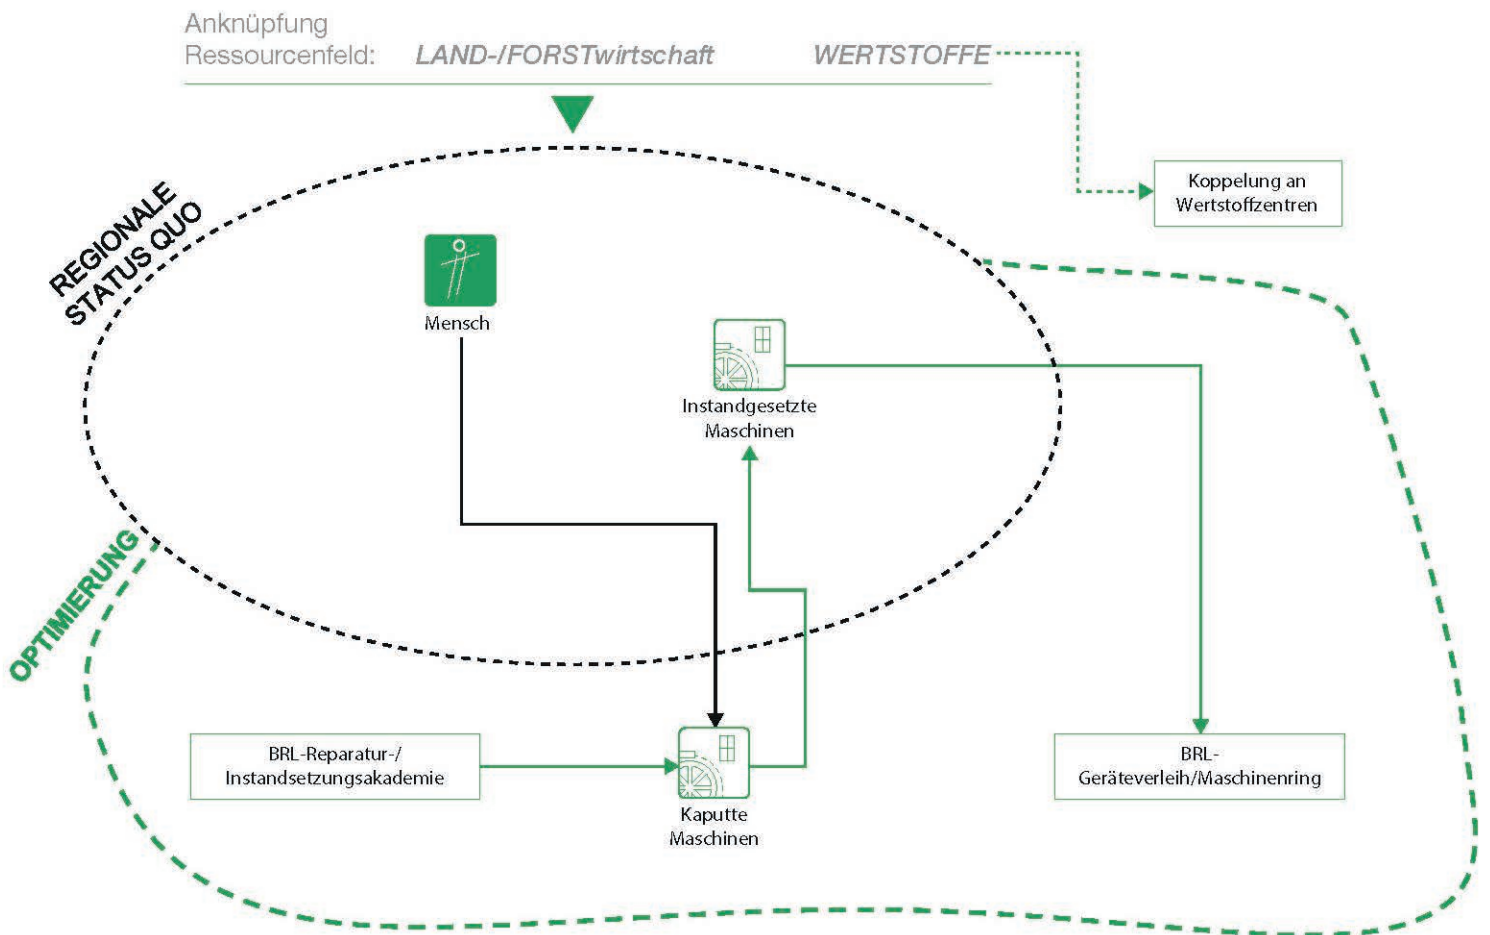 Anknüpfung
Ressourcenfeld: LAND-/FORSTwirtschaft WERTSTOFFE
Koppelung an
Wertstoffzentren
REGIONALE
STATUS QUO
Mensch
Instandgesetzte
Maschinen
OPTIMIERUNG
BRL-Reparatur-/
Instandsetzungsakademie
Kaputte
Maschinen
BRL-
Geräteverleih/Maschinenring